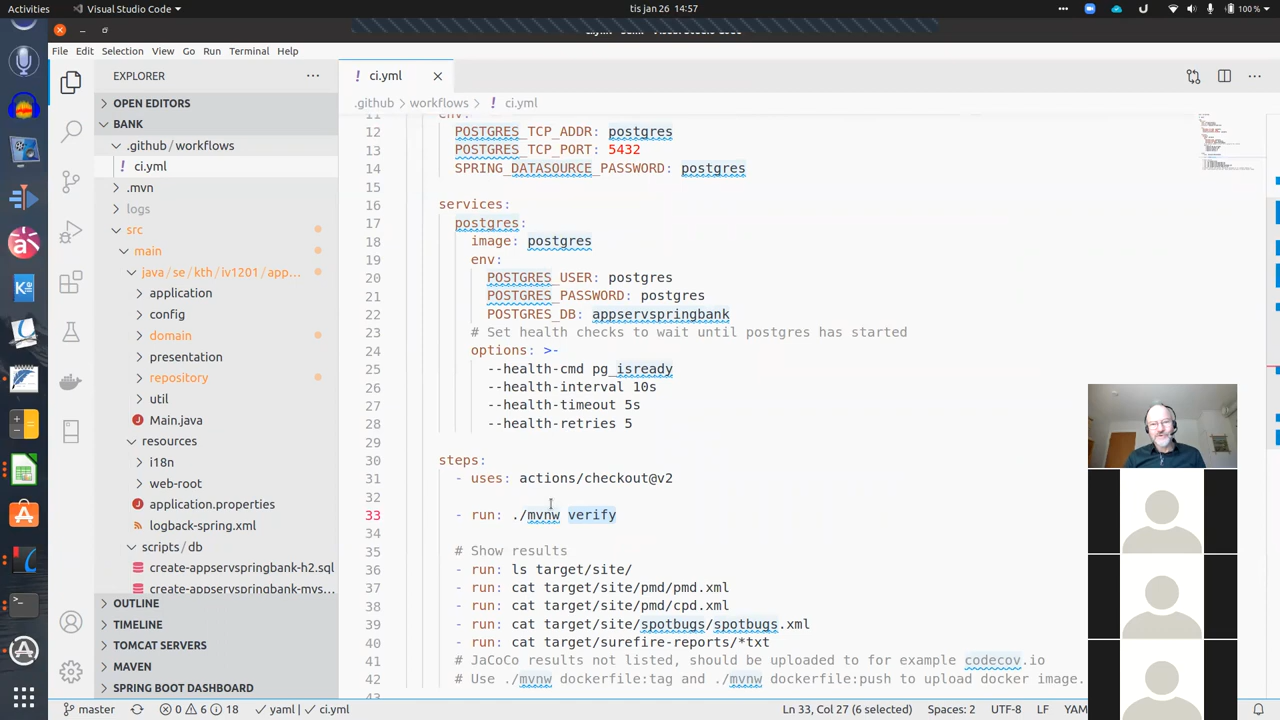 Activities
Visual Studio Code
tis jan 26 14:57
100 %
File Edit Selection View Go Run Terminal Help
EXPLORER
ci.yml
OPEN EDITORS
.github › workflows › ci.yml
BANK
.github / workflows
ci.yml
.mvn
logs
src
main
java / se / kth / iv1201 / app...
application
config
domain
presentation
repository
util
Main.java
resources
i18n
web-root
application.properties
logback-spring.xml
scripts / db
create-appservspringbank-h2.sql
create-appservspringbank-mys...
OUTLINE
TIMELINE
TOMCAT SERVERS
MAVEN
SPRING BOOT DASHBOARD
11 env:
12 POSTGRES_TCP_ADDR: postgres
13 POSTGRES_TCP_PORT: 5432
14 SPRING_DATASOURCE_PASSWORD: postgres
15
16 services:
17 postgres:
18 image: postgres
19 env:
20 POSTGRES_USER: postgres
21 POSTGRES_PASSWORD: postgres
22 POSTGRES_DB: appservspringbank
23 # Set health checks to wait until postgres has started
24 options: >-
25 --health-cmd pg_isready
26 --health-interval 10s
27 --health-timeout 5s
28 --health-retries 5
29
30 steps:
31 - uses: actions/checkout@v2
32
33 - run: ./mvnw verify
34
35 # Show results
36 - run: ls target/site/
37 - run: cat target/site/pmd/pmd.xml
38 - run: cat target/site/pmd/cpd.xml
39 - run: cat target/site/spotbugs/spotbugs.xml
40 - run: cat target/surefire-reports/*txt
41 # JaCoCo results not listed, should be uploaded to for example codecov.io
42 # Use ./mvnw dockerfile:tag and ./mvnw dockerfile:push to upload docker image.
43
master 0 6 18 yaml | ci.yml Ln 33, Col 27 (6 selected) Spaces: 2 UTF-8 LF YAM